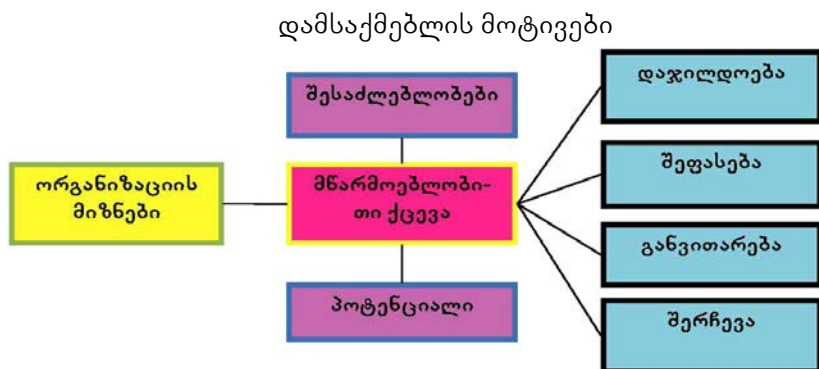 დამსაქმებლის მოტივები
დაჯილდოება
შესაძლებლობები
შეფასება
ორგანიზაციის
მიზნები
მწარმოებლობი-
თი ქცევა
განვითარება
პოტენციალი
შერჩევა